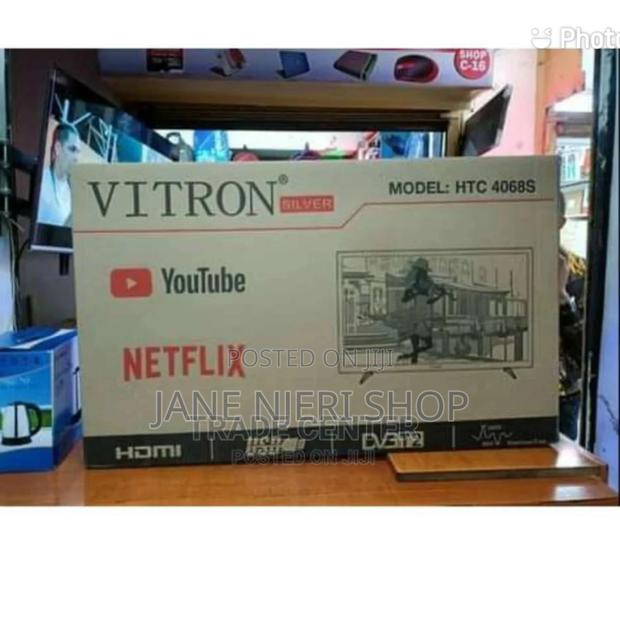 Photo
SHOP
C-16
VITRON®
SILVER
MODEL: HTC 4068S
YouTube
NETFLIX
POSTED ON JIJI
JANE NJERI SHOP
TRADE CENTER
POSTED ON JIJI
HDMI
USB
DVB-T2